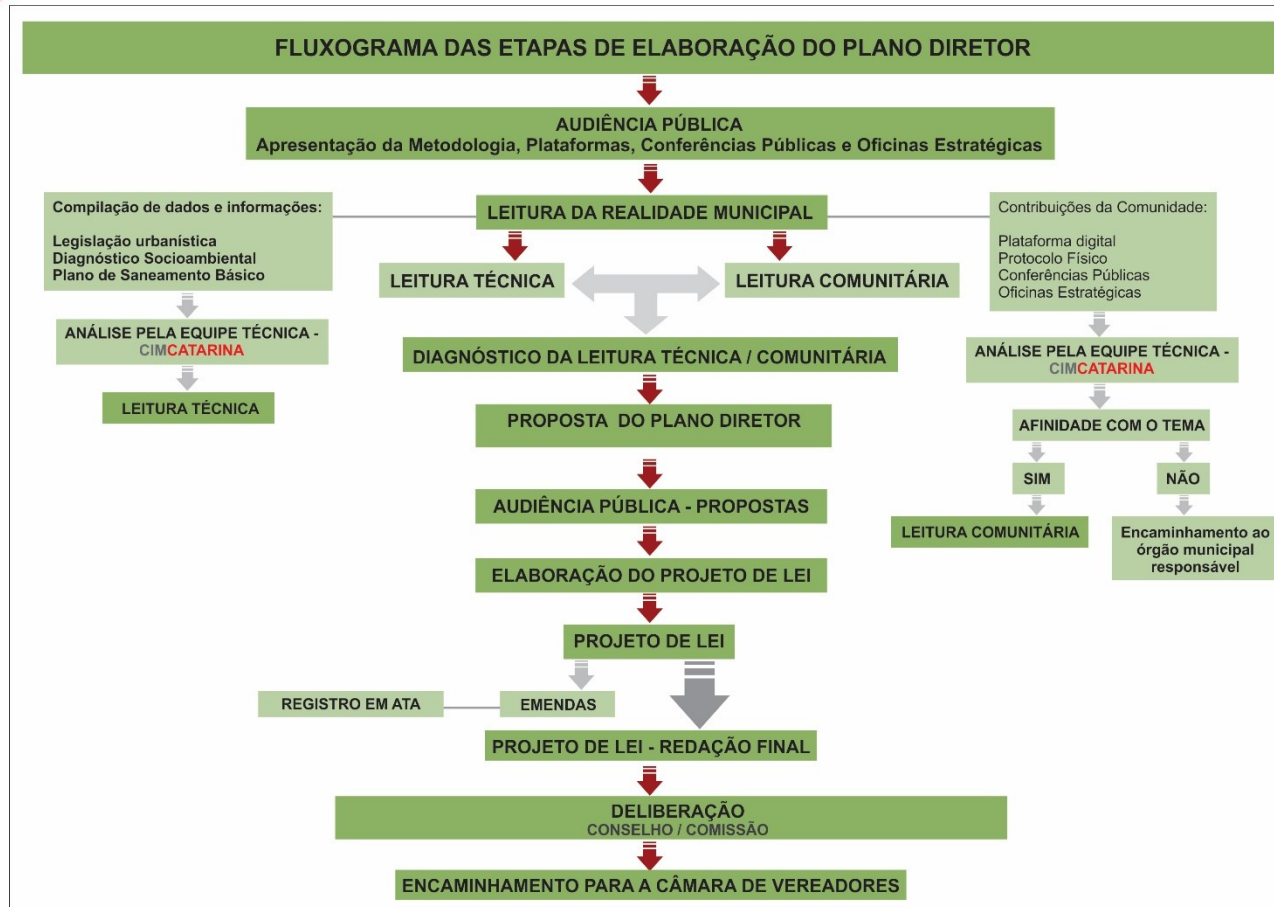 FLUXOGRAMA DAS ETAPAS DE ELABORAÇÃO DO PLANO DIRETOR
AUDIÊNCIA PÚBLICA
Apresentação da Metodologia, Plataformas, Conferências Públicas e Oficinas Estratégicas
Compilação de dados e informações:
Legislação urbanística
Diagnóstico Socioambiental
Plano de Saneamento Básico
LEITURA DA REALIDADE MUNICIPAL
Contribuições da Comunidade:
Plataforma digital
Protocolo Físico
Conferências Públicas
Oficinas Estratégicas
LEITURA TÉCNICA
LEITURA COMUNITÁRIA
ANÁLISE PELA EQUIPE TÉCNICA -
CIMCATARINA
LEITURA TÉCNICA
DIAGNÓSTICO DA LEITURA TÉCNICA / COMUNITÁRIA
ANÁLISE PELA EQUIPE TÉCNICA -
CIMCATARINA
AFINIDADE COM O TEMA
SIM
NÃO
LEITURA COMUNITÁRIA
Encaminhamento ao
órgão municipal
responsável
PROPOSTA DO PLANO DIRETOR
AUDIÊNCIA PÚBLICA - PROPOSTAS
ELABORAÇÃO DO PROJETO DE LEI
PROJETO DE LEI
REGISTRO EM ATA
EMENDAS
PROJETO DE LEI - REDAÇÃO FINAL
DELIBERAÇÃO
CONSELHO / COMISSÃO
ENCAMINHAMENTO PARA A CÂMARA DE VEREADORES